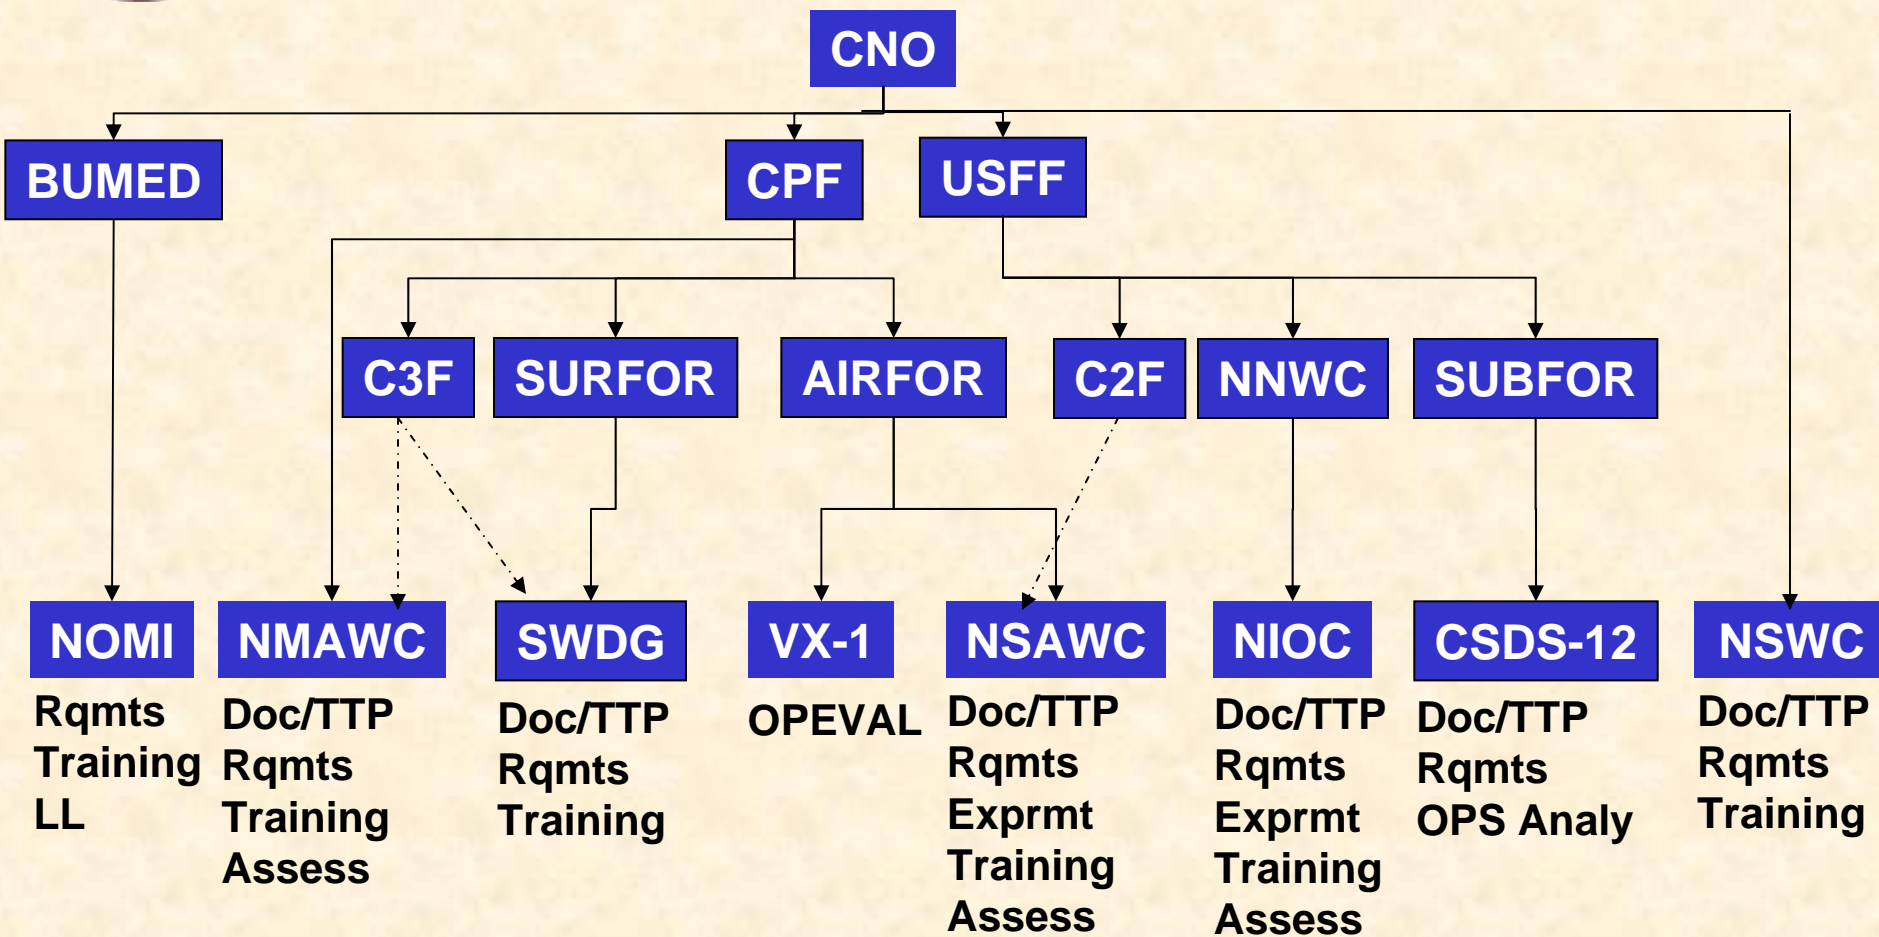 CNO
BUMED
CPF
USFF
C3F
SURFOR
AIRFOR
C2F
NNWC
SUBFOR
NOMI
Rqmts
Training
LL
NMAWC
Doc/TTP
Rqmts
Training
Assess
SWDG
Doc/TTP
Rqmts
Training
VX-1
OPEVAL
NSAWC
Doc/TTP
Rqmts
Exprmt
Training
Assess
NIOC
Doc/TTP
Rqmts
Exprmt
Training
Assess
CSDS-12
Doc/TTP
Rqmts
OPS Analy
NSWC
Doc/TTP
Rqmts
Training